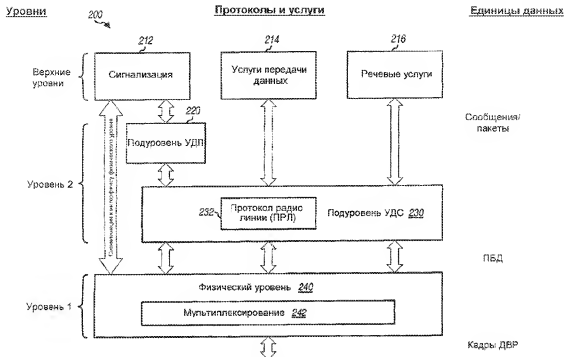 Уровни
Протоколы и услуги
Единицы данных
200
212
214
216
Верхние
уровни
Сигнализация
Услуги передачи
данных
Речевые услуги
Сообщения/
пакеты
220
Подуровень УДЛ
Уровень 2
232
Протокол радио
линии (ПРЛ)
Подуровень УДС 230
ПБД
Физический уровень 240
Уровень 1
Мультиплексирование 242
Кадры ДВР